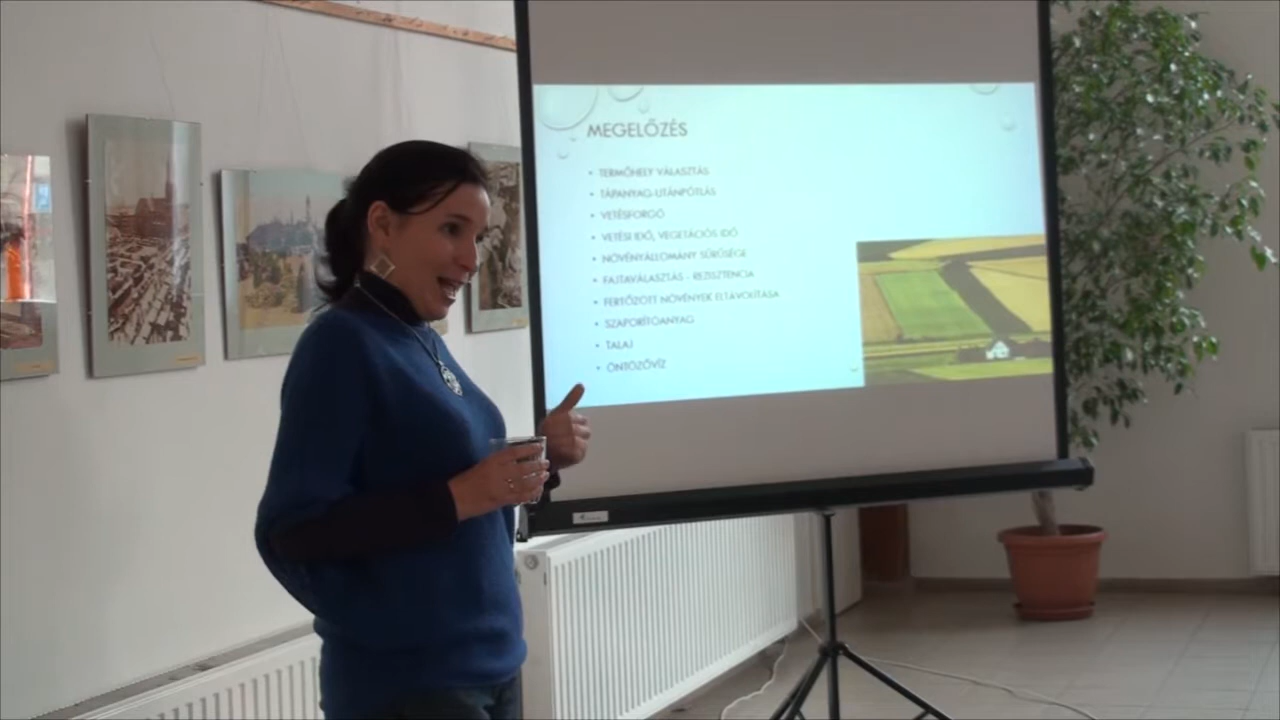 MEGELŐZÉS
• TERMŐHELY VÁLASZTÁS
• TÁPANYAG-UTÁNPÓTLÁS
• VETÉSFORGÓ
• VETÉSI IDŐ, VEGETÁCIÓS IDŐ
• NÖVÉNYÁLLOMÁNY SŰRŰSÉGE
• FAJTAVÁLASZTÁS - REZISZTENCIA
• FERTŐZÖTT NÖVÉNYEK ELTÁVOLÍTÁSA
• SZAPORÍTÓANYAG
• TALAJ
• ÖNTÖZŐVÍZ